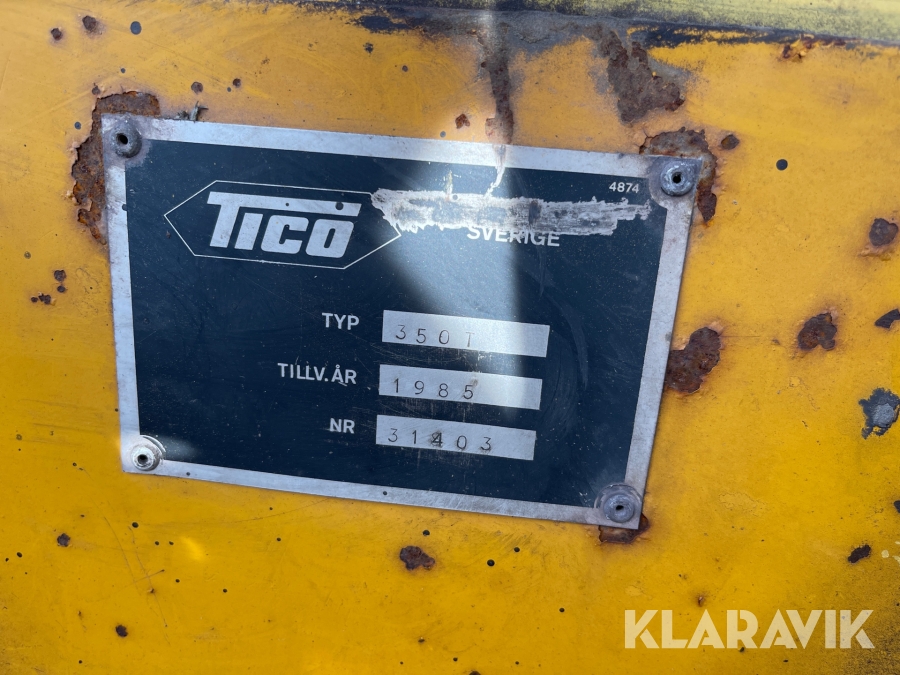 4874
TICO
SVERIGE
TYP 350T
TILLV.ÅR 1985
NR 31403
KLARAVIK